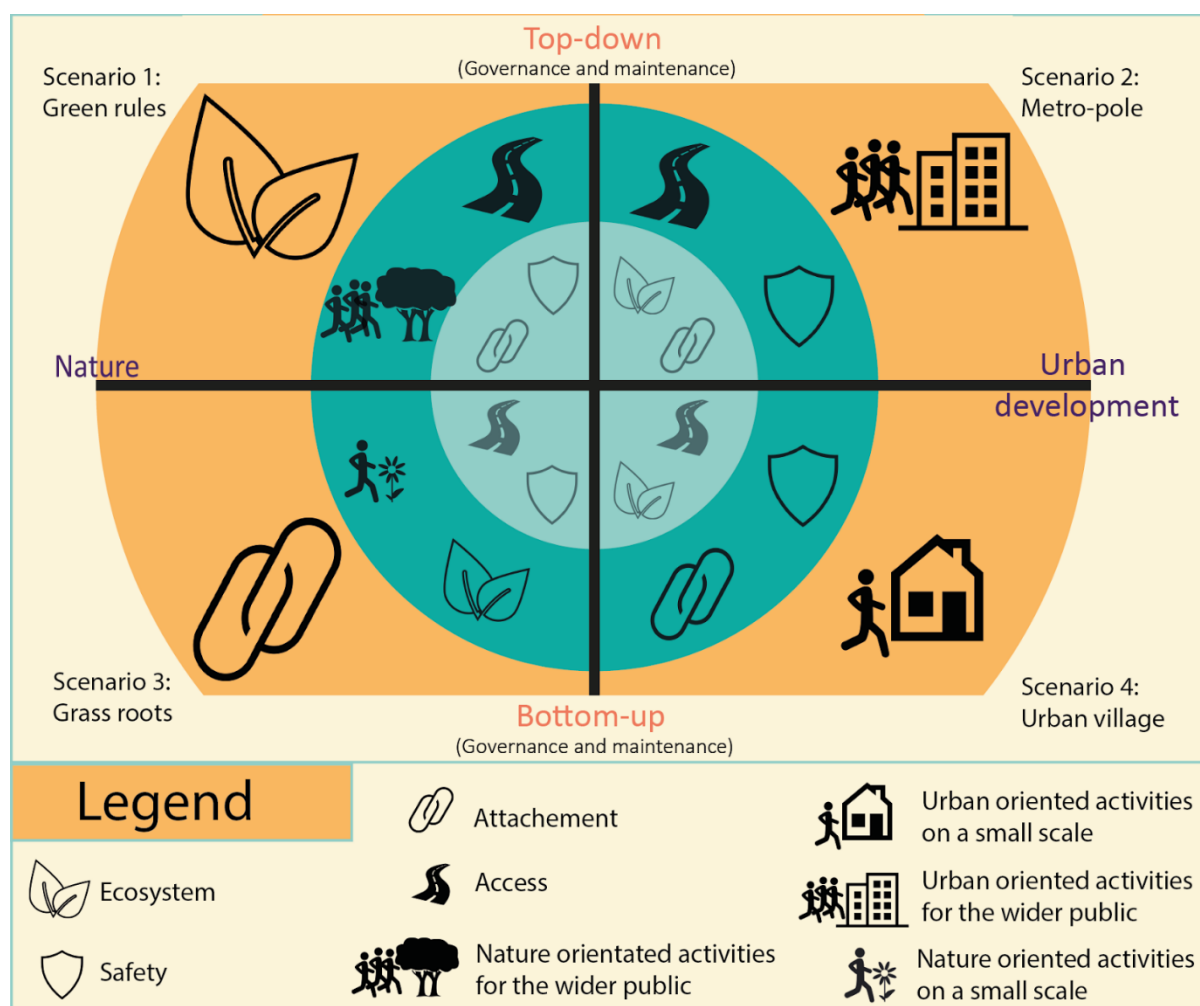 Top-down
(Governance and maintenance)
Scenario 1:
Green rules
Scenario 2:
Metro-pole
Nature
Urban
development
Scenario 3:
Grass roots
Scenario 4:
Urban village
Bottom-up
(Governance and maintenance)
Legend
Ecosystem
Safety
Attachement
Access
Nature orientated activities
for the wider public
Urban oriented activities
on a small scale
Urban oriented activities
for the wider public
Nature oriented activities
on a small scale